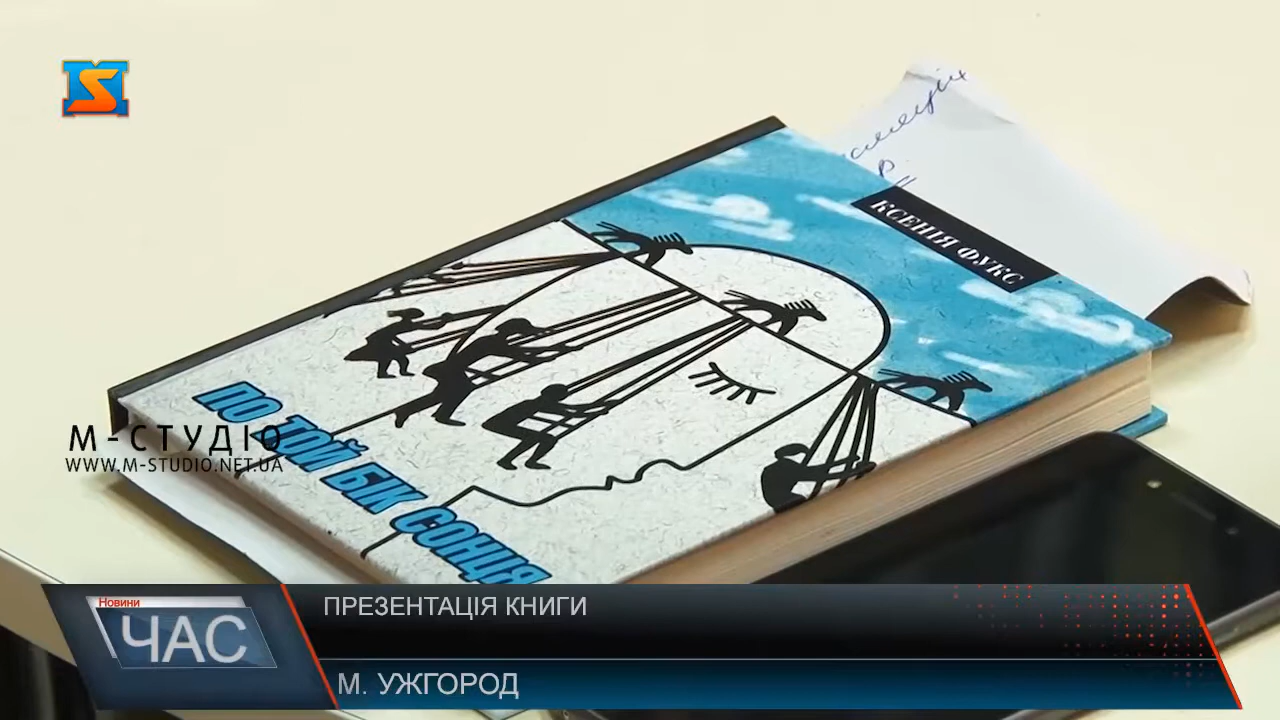 КСЕНІЯ ФУКС
ПО ТОЙ БІК СОНЦЯ
М-СТУДІО
WWW.M-STUDIO.NET.UA
Новини
ЧАС
ПРЕЗЕНТАЦІЯ КНИГИ
М. УЖГОРОД